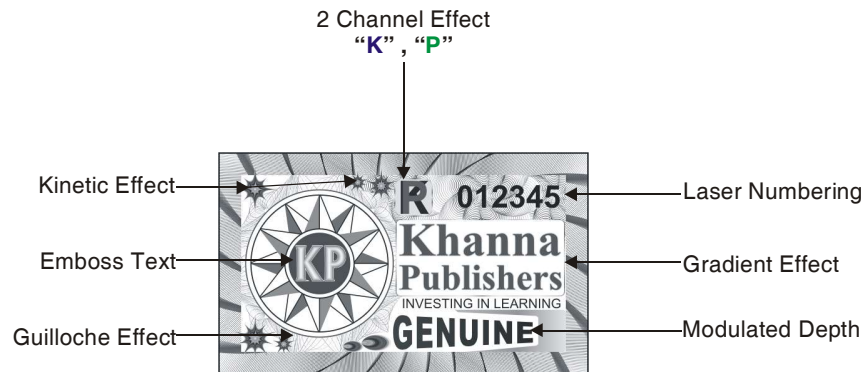 2 Channel Effect
“K” , “P”
Kinetic Effect
Emboss Text
Guilloche Effect
KP
K
012345
Khanna
Publishers
INVESTING IN LEARNING
GENUINE
Laser Numbering
Gradient Effect
Modulated Depth